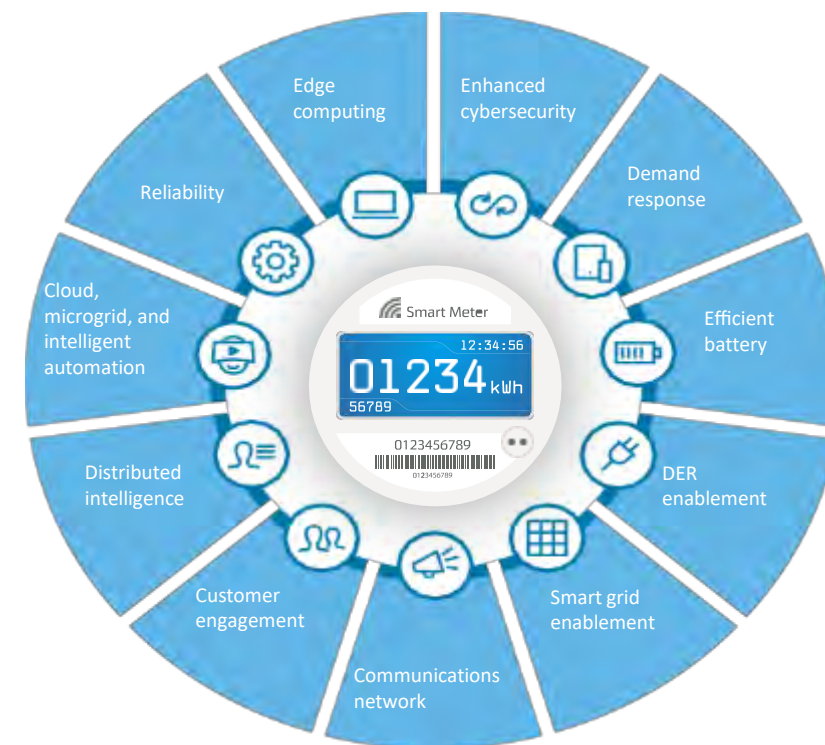 Edge
computing
Enhanced
cybersecurity
Demand
response
Reliability
Cloud,
microgrid, and
intelligent
automation
Efficient
battery
Smart Meter
12:34:56
01234 kWh
56789
0123456789
0123456789
Distributed
intelligence
DER
enablement
Customer
engagement
Smart grid
enablement
Communications
network